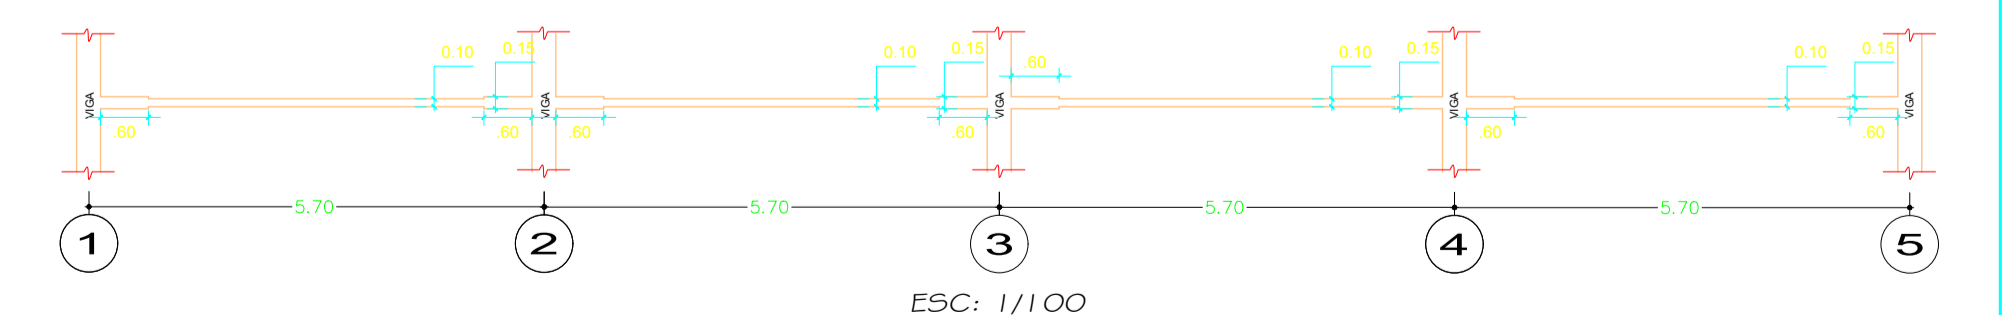 0.10 0.15 0.10 0.15 .60 0.10 0.15 0.10 0.15
VIGA VIGA VIGA VIGA VIGA
.60 .60 .60 .60 .60 .60
5.70 5.70 5.70 5.70
1 2 3 4 5
ESC: 1/100